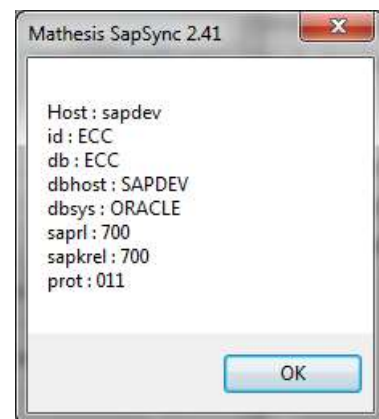 Mathesis SapSync 2.41
Host : sapdev
id : ECC
db : ECC
dbhost : SAPDEV
dbsys : ORACLE
saprl : 700
sapkrel : 700
prot : 011
OK